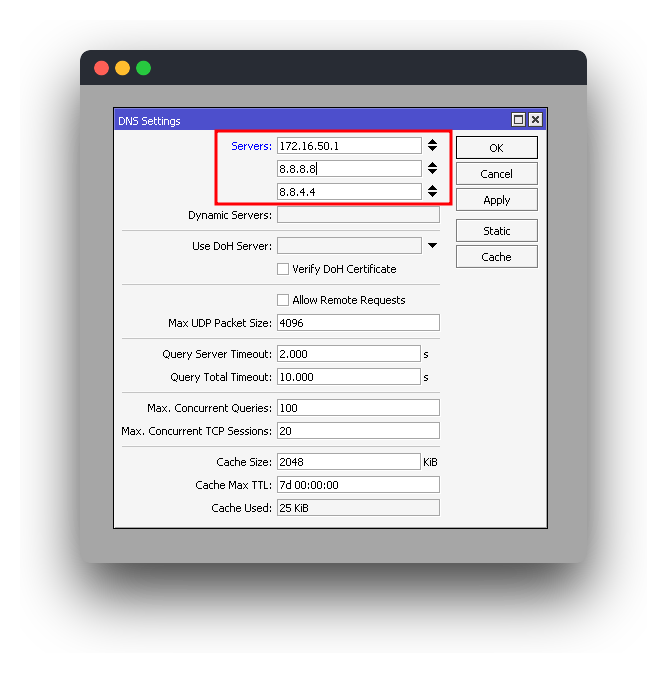 DNS Settings
Servers: 172.16.50.1
OK
8.8.8.8
Cancel
8.8.4.4
Apply
Dynamic Servers:
Static
Use DoH Server:
Cache
Verify DoH Certificate
Allow Remote Requests
Max UDP Packet Size: 4096
Query Server Timeout: 2.000 s
Query Total Timeout: 10.000 s
Max. Concurrent Queries: 100
Max. Concurrent TCP Sessions: 20
Cache Size: 2048 KiB
Cache Max TTL: 7d 00:00:00
Cache Used: 25 KiB